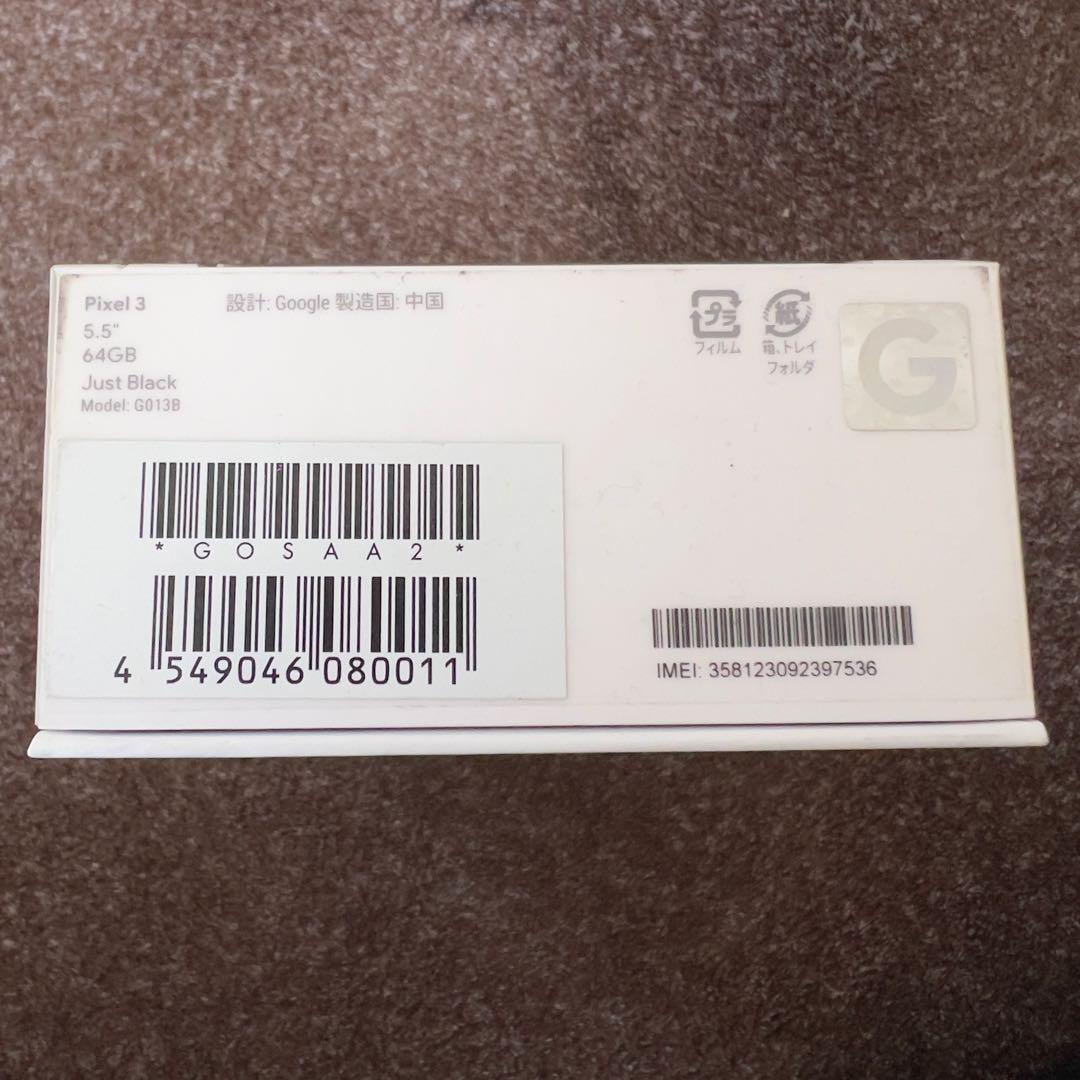 Pixel 3
5.5"
64GB
Just Black
Model: G013B
設計: Google 製造国: 中国
プラ
フィルム
紙
箱、トレイ
フォルダ
G
*GOSAA2*
4 549046 080011
IMEI: 358123092397536